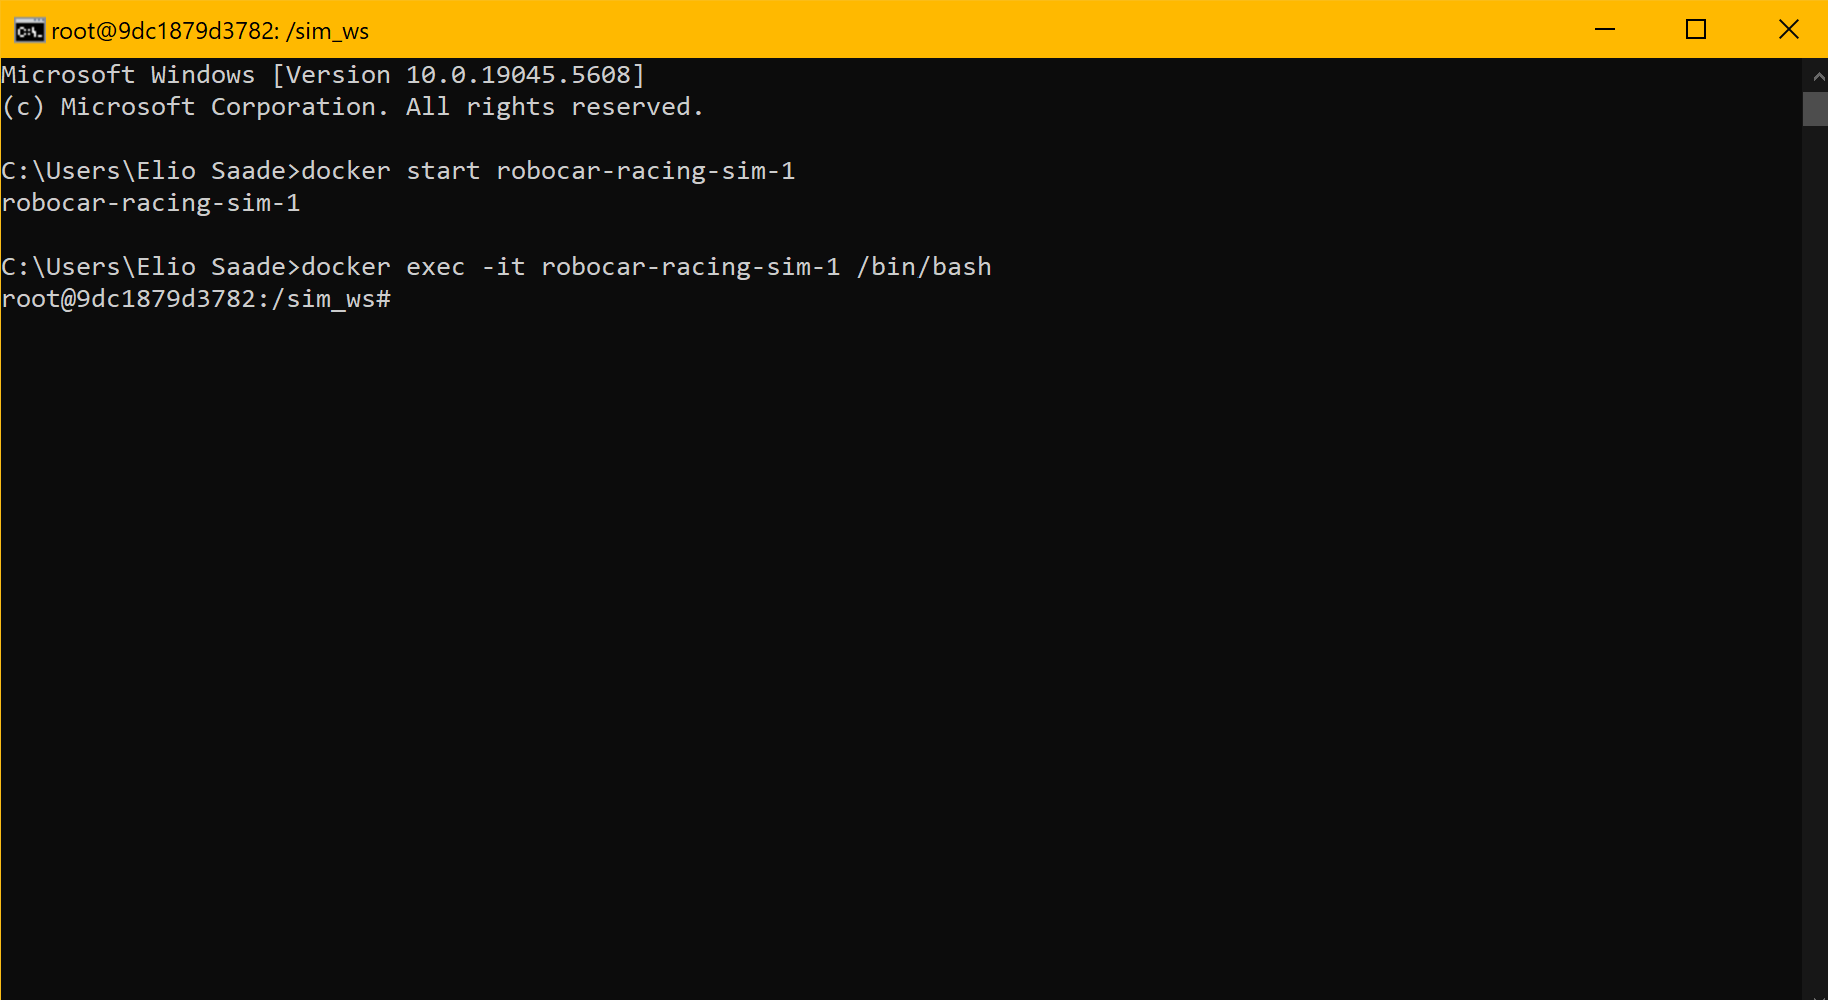 root@9dc1879d3782: /sim_ws
Microsoft Windows [Version 10.0.19045.5608]
(c) Microsoft Corporation. All rights reserved.
C:\Users\Elio Saade>docker start robocar-racing-sim-1
robocar-racing-sim-1
C:\Users\Elio Saade>docker exec -it robocar-racing-sim-1 /bin/bash
root@9dc1879d3782:/sim_ws#